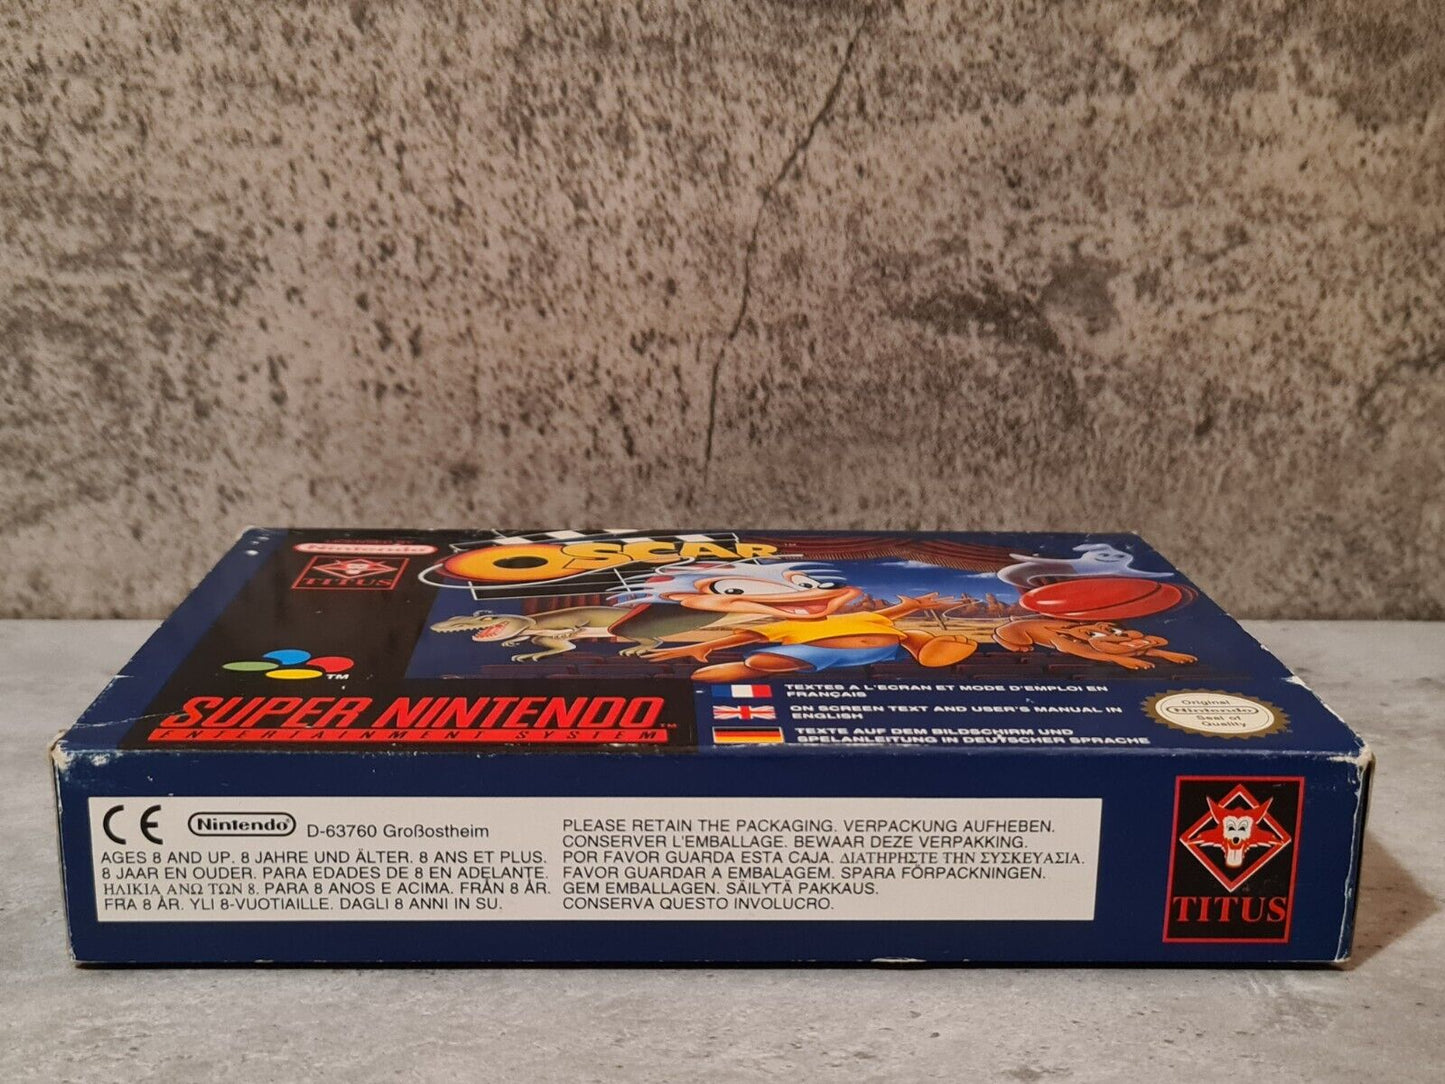 Nintendo
TITUS
OSCAR
TM
SUPER NINTENDO TM
ENTERTAINMENT SYSTEM
TEXTES A L'ECRAN ET MODE D'EMPLOI EN
FRANÇAIS
ON SCREEN TEXT AND USER'S MANUAL IN
ENGLISH
TEXTE AUF DEM BILDSCHIRM UND
SPELANLEITUNG IN DEUTSCHER SPRACHE
Original
Nintendo
Seal of
Quality
CE Nintendo D-63760 Großostheim
AGES 8 AND UP. 8 JAHRE UND ÄLTER. 8 ANS ET PLUS.
8 JAAR EN OUDER. PARA EDADES DE 8 EN ADELANTE.
ΗΛΙΚΙΑ ΑΝΩ ΤΩΝ 8. PARA 8 ANOS E ACIMA. FRÅN 8 ÅR.
FRA 8 ÅR. YLI 8-VUOTIAILLE. DAGLI 8 ANNI IN SU.
PLEASE RETAIN THE PACKAGING. VERPACKUNG AUFHEBEN.
CONSERVER L'EMBALLAGE. BEWAAR DEZE VERPAKKING.
POR FAVOR GUARDA ESTA CAJA. ΔΙΑΤΗΡΗΣΤΕ ΤΗΝ ΣΥΣΚΕΥΑΣΙΑ.
FAVOR GUARDAR A EMBALAGEM. SPARA FÖRPACKNINGEN.
GEM EMBALLAGEN. SÄILYTÄ PAKKAUS.
CONSERVA QUESTO INVOLUCRO.
TITUS